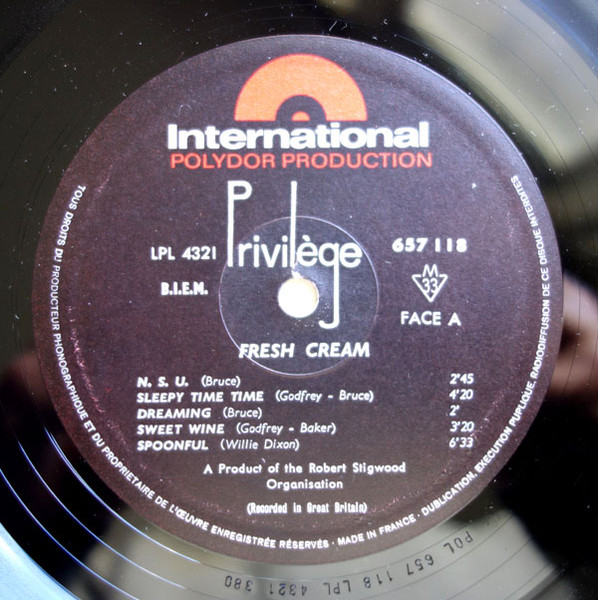 International
POLYDOR PRODUCTION
Privilège
LPL 4321
657 118
B.I.E.M.
M
33
FACE A
FRESH CREAM
N. S. U. (Bruce) 2'45
SLEEPY TIME TIME (Godfrey - Bruce) 4'20
DREAMING (Bruce) 2'
SWEET WINE (Godfrey - Baker) 3'20
SPOONFUL (Willie Dixon) 6'33
A Product of the Robert Stigwood
Organisation
(Recorded in Great Britain)
TOUS DROITS DU PRODUCTEUR PHONOGRAPHIQUE ET DU PROPRIETAIRE DE L'ŒUVRE ENREGISTRÉE RÉSERVÉS · MADE IN FRANCE · DUBLICATION, EXECUTION PUPLIQUE, RADIODIFFUSION DE CE DISQUE INTERDITES
POL 657 118 LPL 4321 380